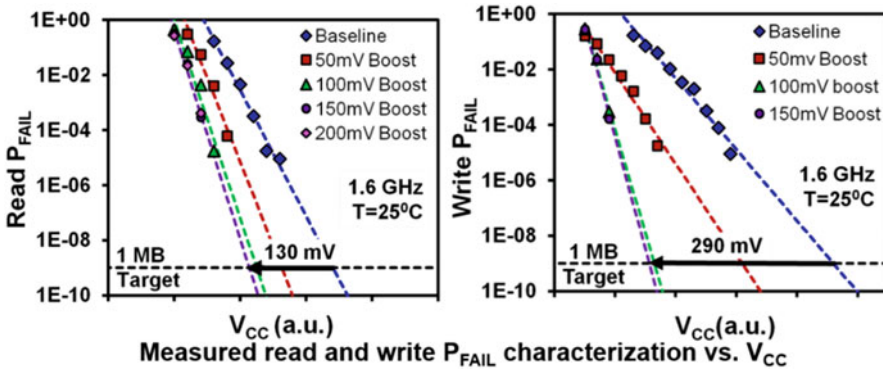 1E+00
1E-02
1E-04
1E-06
1E-08
1E-10
Read PFAIL
Baseline
50mV Boost
100mV Boost
150mV Boost
200mV Boost
1.6 GHz
T=25⁰C
1 MB
Target
130 mV
VCC (a.u.)
1E+00
1E-02
1E-04
1E-06
1E-08
1E-10
Write PFAIL
Baseline
50mV Boost
100mV boost
150mV Boost
1.6 GHz
T=25⁰C
1 MB
Target
290 mV
VCC(a.u.)
Measured read and write PFAIL characterization vs. VCC